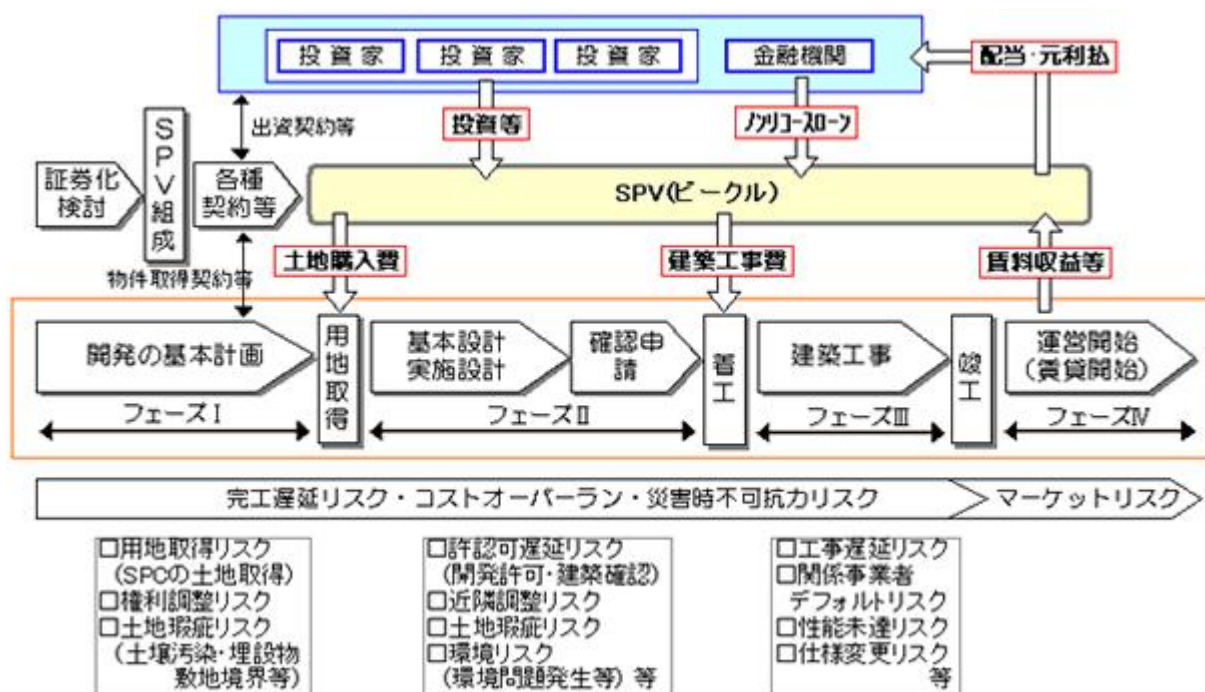 投資家
投資家
投資家
金融機関
配当・元利払
出資契約等
投資等
ノンリコースローン
証券化
検討
SPV組成
各種
契約等
SPV(ビークル)
物件取得契約等
土地購入費
建築工事費
賃料収益等
開発の基本計画
用地取得
基本設計
実施設計
確認申
請
着工
建築工事
竣工
運営開始
(賃貸開始)
フェーズⅠ
フェーズⅡ
フェーズⅢ
フェーズⅣ
完工遅延リスク・コストオーバーラン・災害時不可抗力リスク
マーケットリスク
□用地取得リスク
(SPCの土地取得)
□権利調整リスク
□土地瑕疵リスク
(土壌汚染・埋設物
敷地境界等)
□許認可遅延リスク
(開発許可・建築確認)
□近隣調整リスク
□土地瑕疵リスク
□環境リスク
(環境問題発生等) 等
□工事遅延リスク
□関係事業者
デフォルトリスク
□性能未達リスク
□仕様変更リスク
等